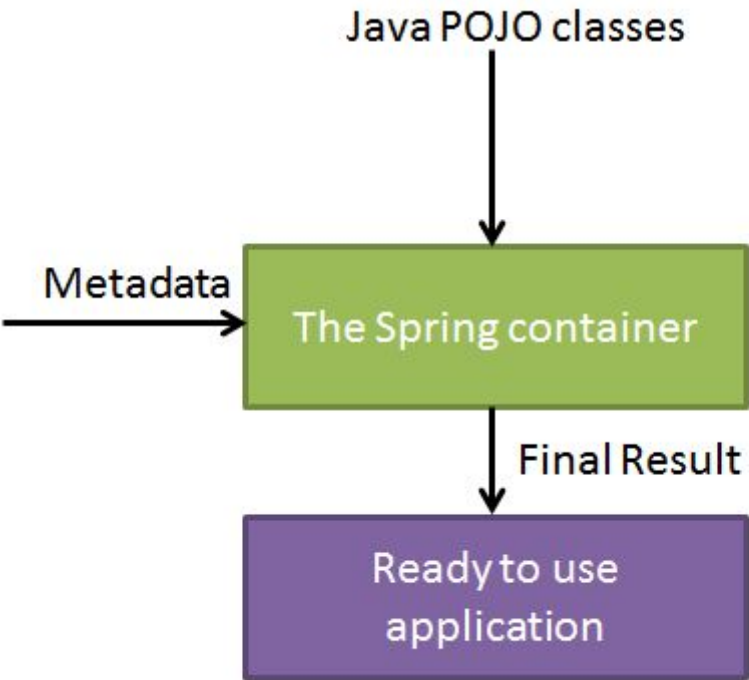 Java POJO classes
Metadata
The Spring container
Final Result
Ready to use
application